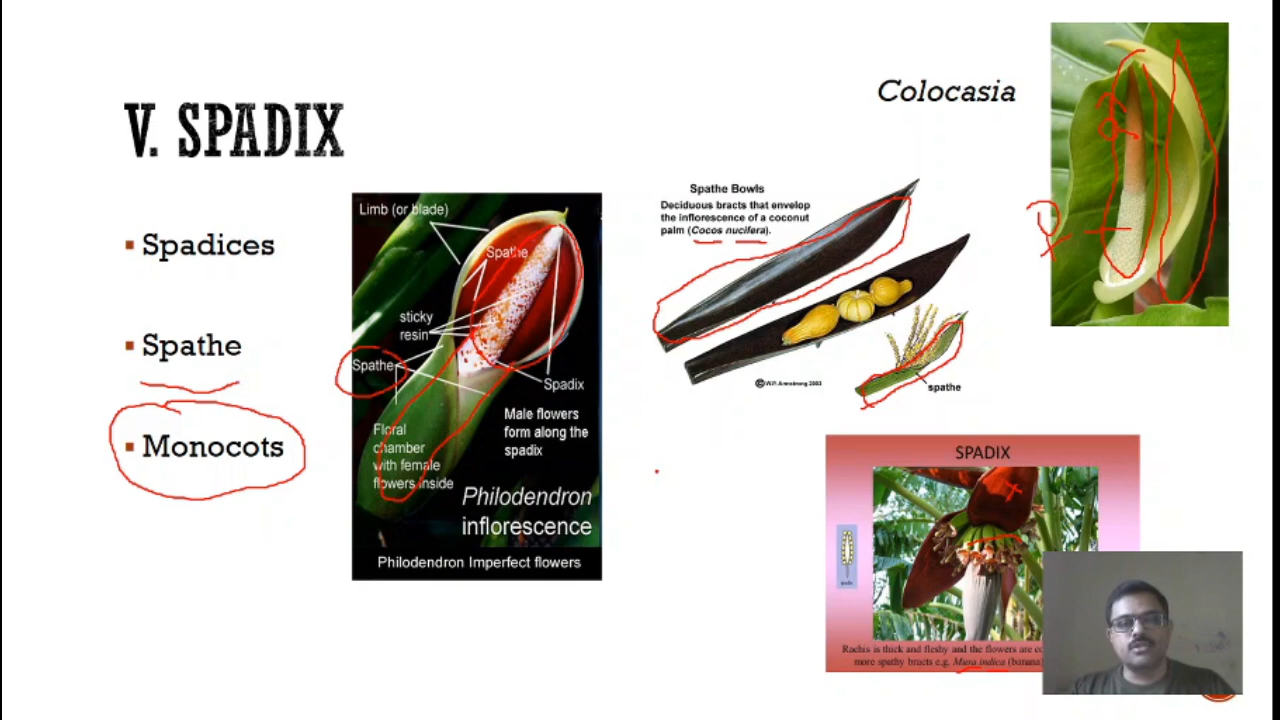 V. SPADIX
Spadices
Spathe
Monocots
Limb (or blade)
Spathe
sticky
resin
Spathe
Spadix
Male flowers
form along the
spadix
Floral
chamber
with female
flowers inside
Philodendron
inflorescence
Philodendron Imperfect flowers
Colocasia
Spathe Bowls
Deciduous bracts that envelop
the inflorescence of a coconut
palm (Cocos nucifera).
© W.P. Armstrong 2003
spathe
♂
♀
SPADIX
Rachis is thick and fleshy and the flowers are
more spathy bracts e.g. Musa indica (banana)